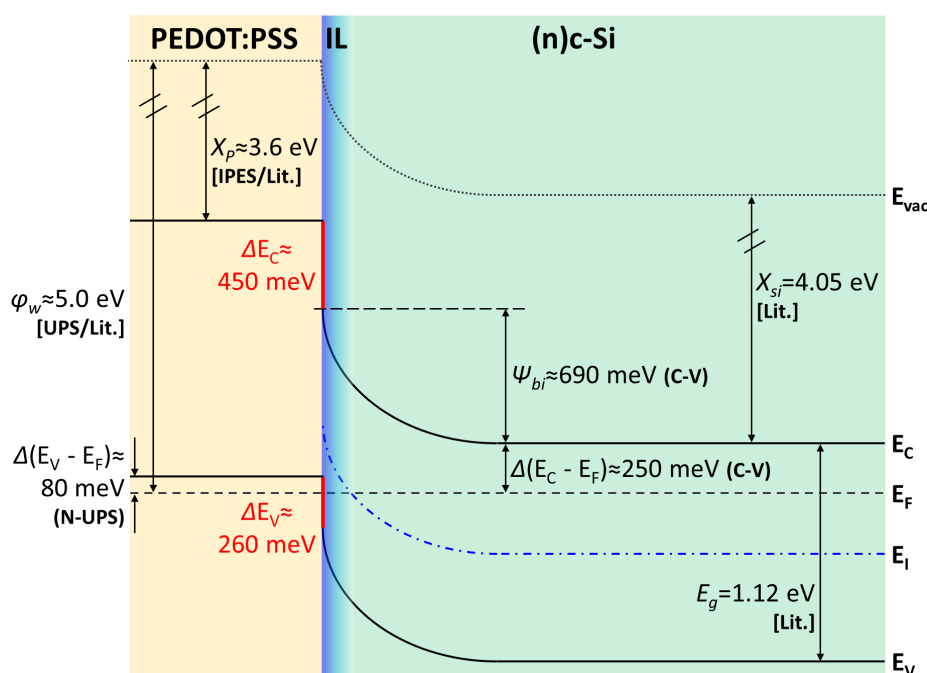 PEDOT:PSS IL (n)c-Si
X_P≈3.6 eV
[IPES/Lit.]
E_vac
ΔE_C≈
450 meV
φ_w≈5.0 eV
[UPS/Lit.]
X_si=4.05 eV
[Lit.]
Ψ_bi≈690 meV (C-V)
E_C
Δ(E_V - E_F)≈
80 meV
(N-UPS)
Δ(E_C - E_F)≈250 meV (C-V)
E_F
ΔE_V≈
260 meV
E_I
E_g=1.12 eV
[Lit.]
E_V